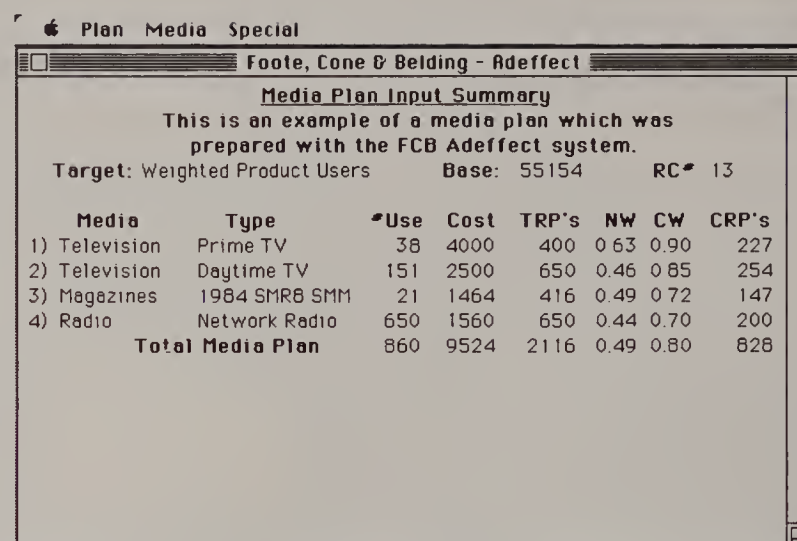 Plan Media Special
Foote, Cone & Belding - Adeffect
Media Plan Input Summary
This is an example of a media plan which was
prepared with the FCB Adeffect system.
Target: Weighted Product Users Base: 55154 RC# 13
Media Type #Use Cost TRP's NW CW CRP's
1) Television Prime TV 38 4000 400 0.63 0.90 227
2) Television Daytime TV 151 2500 650 0.46 0.85 254
3) Magazines 1984 SMRB SMM 21 1464 416 0.49 0.72 147
4) Radio Network Radio 650 1560 650 0.44 0.70 200
Total Media Plan 860 9524 2116 0.49 0.80 828